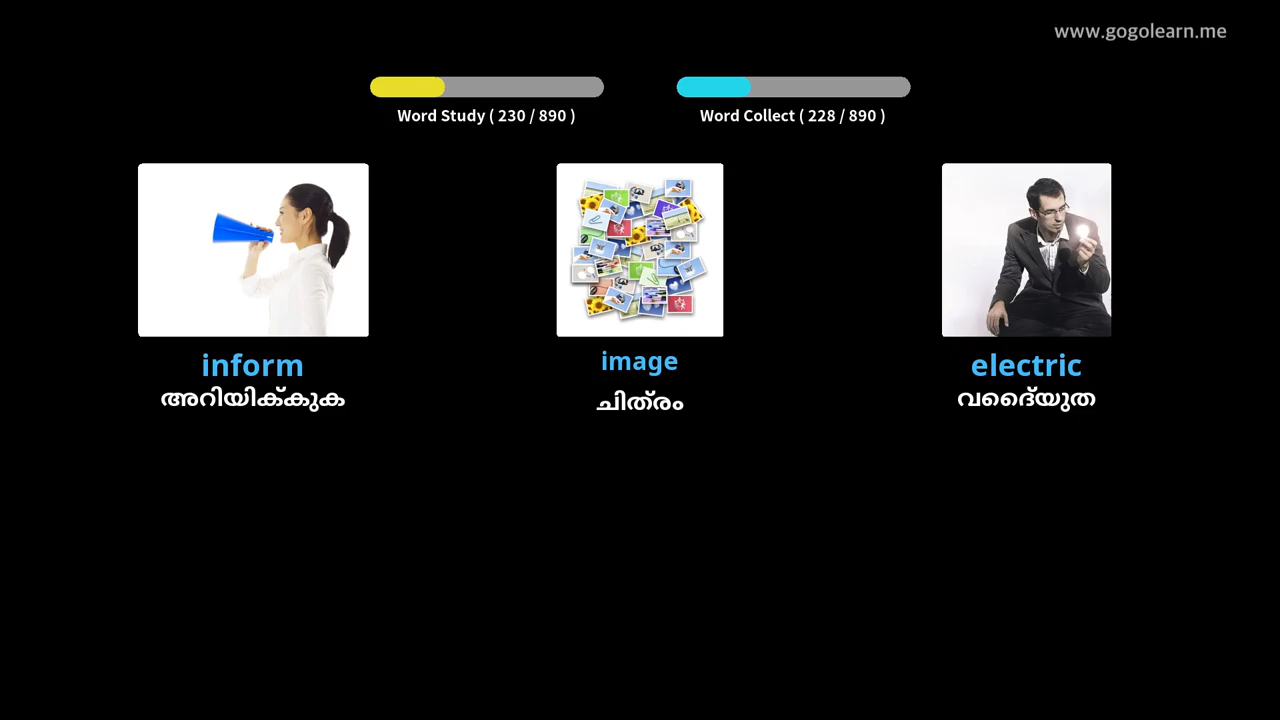 www.gogolearn.me
Word Study ( 230 / 890 )
Word Collect ( 228 / 890 )
inform
അറിയിക്കുക
image
ചിത്രം
electric
വൈദ്യുത